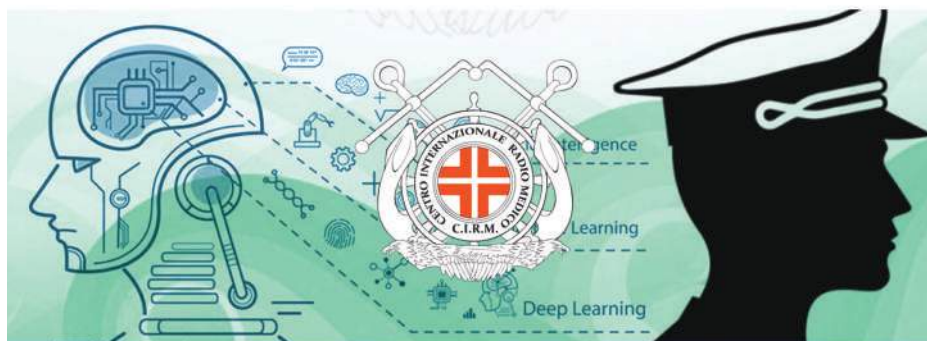 CENTRO INTERNAZIONALE RADIO MEDICO
C.I.R.M.
Learning
Deep Learning